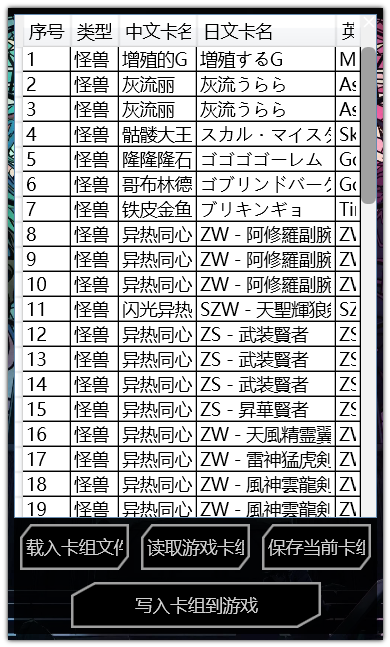 序号 类型 中文卡名 日文卡名 英
1 怪兽 增殖的G 増殖するG M
2 怪兽 灰流丽 灰流うらら As
3 怪兽 灰流丽 灰流うらら As
4 怪兽 骷髅大王 スカル・マイスタ Sk
5 怪兽 隆隆隆石 ゴゴゴゴーレム Go
6 怪兽 哥布林德 ゴブリンドバーグ Go
7 怪兽 铁皮金鱼 ブリキンギョ Tin
8 怪兽 异热同心 ZW - 阿修羅副腕 ZW
9 怪兽 异热同心 ZW - 阿修羅副腕 ZW
10 怪兽 异热同心 ZW - 阿修羅副腕 ZW
11 怪兽 闪光异热 SZW - 天聖輝狼剣 SZ
12 怪兽 异热同心 ZS - 武装賢者 ZS
13 怪兽 异热同心 ZS - 武装賢者 ZS
14 怪兽 异热同心 ZS - 武装賢者 ZS
15 怪兽 异热同心 ZS - 昇華賢者 ZS
16 怪兽 异热同心 ZW - 天風精霊翼 ZW
17 怪兽 异热同心 ZW - 雷神猛虎剣 ZW
18 怪兽 异热同心 ZW - 風神雲龍剣 ZW
19 怪兽 异热同心 ZW - 風神雲龍剣 ZW
载入卡组文件 读取游戏卡组 保存当前卡组
写入卡组到游戏